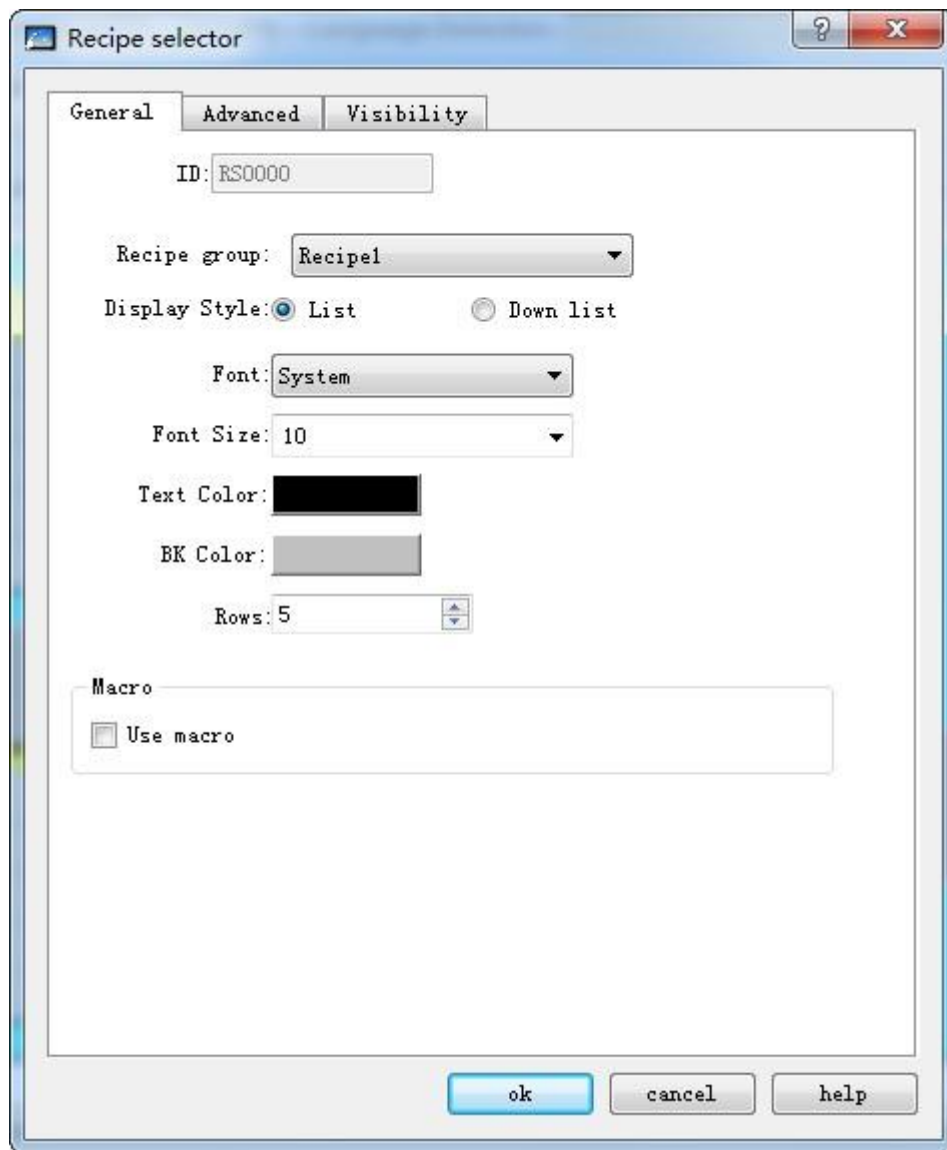 Recipe selector
General Advanced Visibility
ID: RS0000
Recipe group: Recipe1
Display Style: List Down list
Font: System
Font Size: 10
Text Color:
BK Color:
Rows: 5
Macro
Use macro
ok cancel help